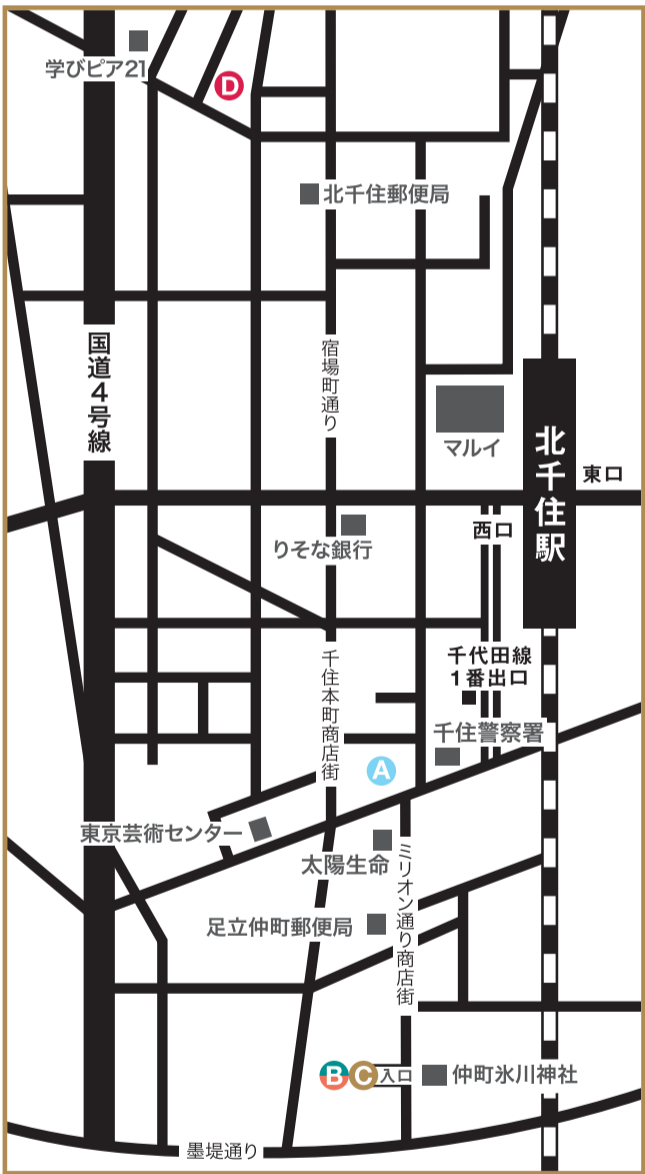 学びピア21
D
北千住郵便局
国道4号線
宿場町通り
マルイ
北千住駅
東口
西口
りそな銀行
千代田線
1番出口
千住本町商店街
千住警察署
A
東京芸術センター
太陽生命
ミリオン通り商店街
足立仲町郵便局
B C 入口
仲町氷川神社
墨堤通り